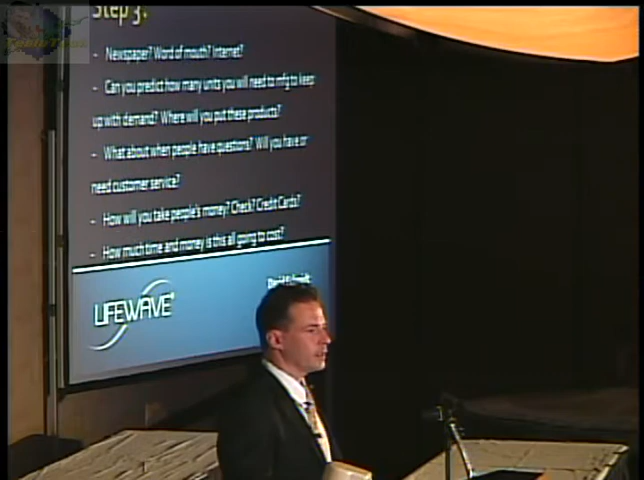 Step 3:
- Newspaper? Word of mouth? Internet?
- Can you predict how many units you will need to mfg to keep
up with demand? Where will you put these products?
- What about when people have questions? Will you have or
need customer service?
- How will you take people's money? Check? Credit Cards?
- How much time and money is this all going to cost?
David Schmidt
LIFEWAVE